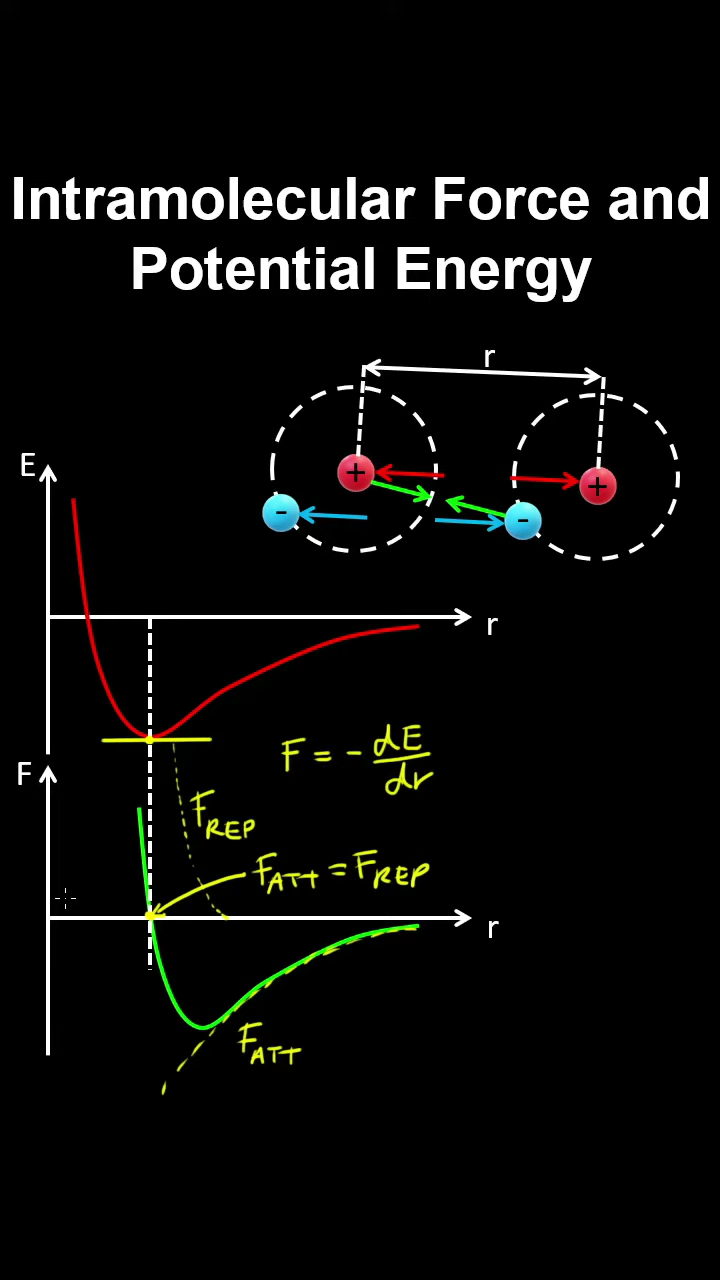 Intramolecular Force and
Potential Energy
r
E
+
+
-
-
r
F = - dE/dr
F
F_REP
F_ATT = F_REP
r
F_ATT